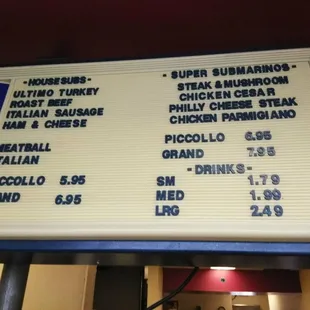 -HOUSE SUBS-
ULTIMO TURKEY
ROAST BEEF
ITALIAN SAUSAGE
HAM & CHEESE
MEATBALL
TALIAN
CCOLLO 5.95
AND 6.95
- SUPER SUBMARINOS -
STEAK & MUSHROOM
CHICKEN CESAR
PHILLY CHEESE STEAK
CHICKEN PARMIGIANO
PICCOLLO 6.95
GRAND 7.95
-DRINKS-
SM 1.79
MED 1.99
LRG 2.49